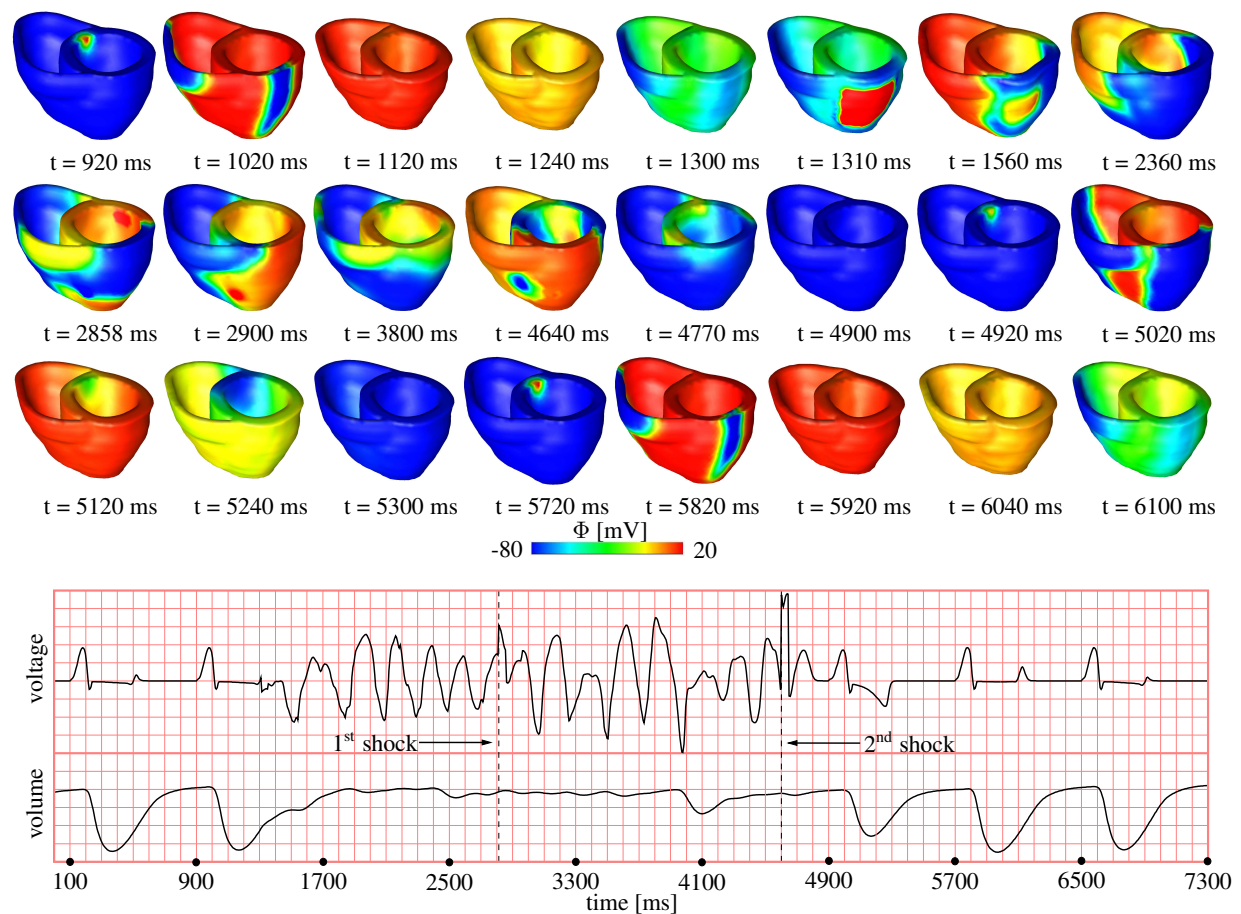 t = 920 ms t = 1020 ms t = 1120 ms t = 1240 ms t = 1300 ms t = 1310 ms t = 1560 ms t = 2360 ms
t = 2858 ms t = 2900 ms t = 3800 ms t = 4640 ms t = 4770 ms t = 4900 ms t = 4920 ms t = 5020 ms
t = 5120 ms t = 5240 ms t = 5300 ms t = 5720 ms t = 5820 ms t = 5920 ms t = 6040 ms t = 6100 ms
Φ [mV]
-80 20
voltage
1st shock 2nd shock
volume
100 900 1700 2500 3300 4100 4900 5700 6500 7300
time [ms]